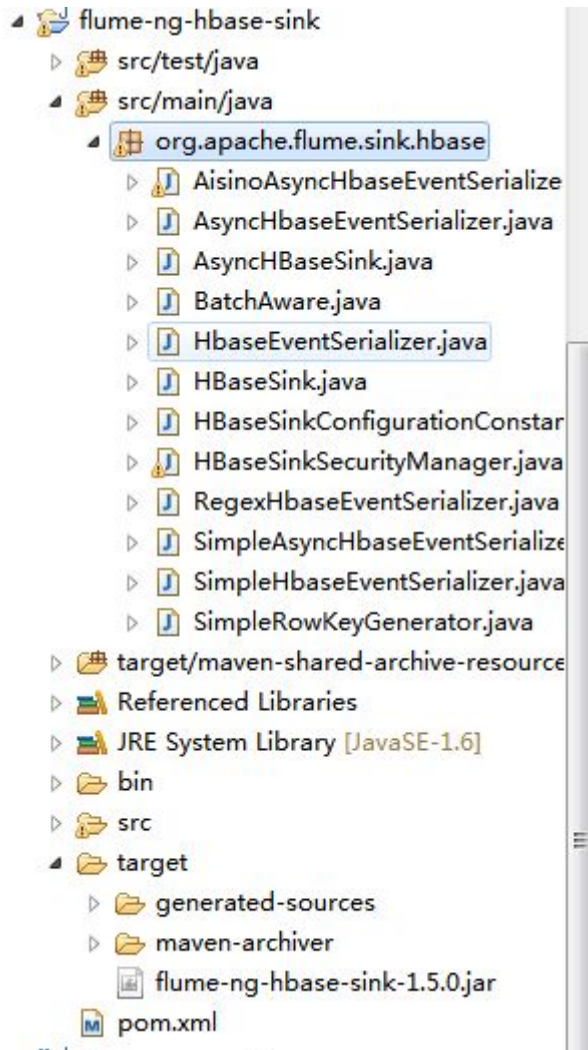 flume-ng-hbase-sink
src/test/java
src/main/java
org.apache.flume.sink.hbase
AisinoAsyncHbaseEventSerialize
AsyncHbaseEventSerializer.java
AsyncHBaseSink.java
BatchAware.java
HbaseEventSerializer.java
HBaseSink.java
HBaseSinkConfigurationConstar
HBaseSinkSecurityManager.java
RegexHbaseEventSerializer.java
SimpleAsyncHbaseEventSerialize
SimpleHbaseEventSerializer.java
SimpleRowKeyGenerator.java
target/maven-shared-archive-resource
Referenced Libraries
JRE System Library [JavaSE-1.6]
bin
src
target
generated-sources
maven-archiver
flume-ng-hbase-sink-1.5.0.jar
pom.xml